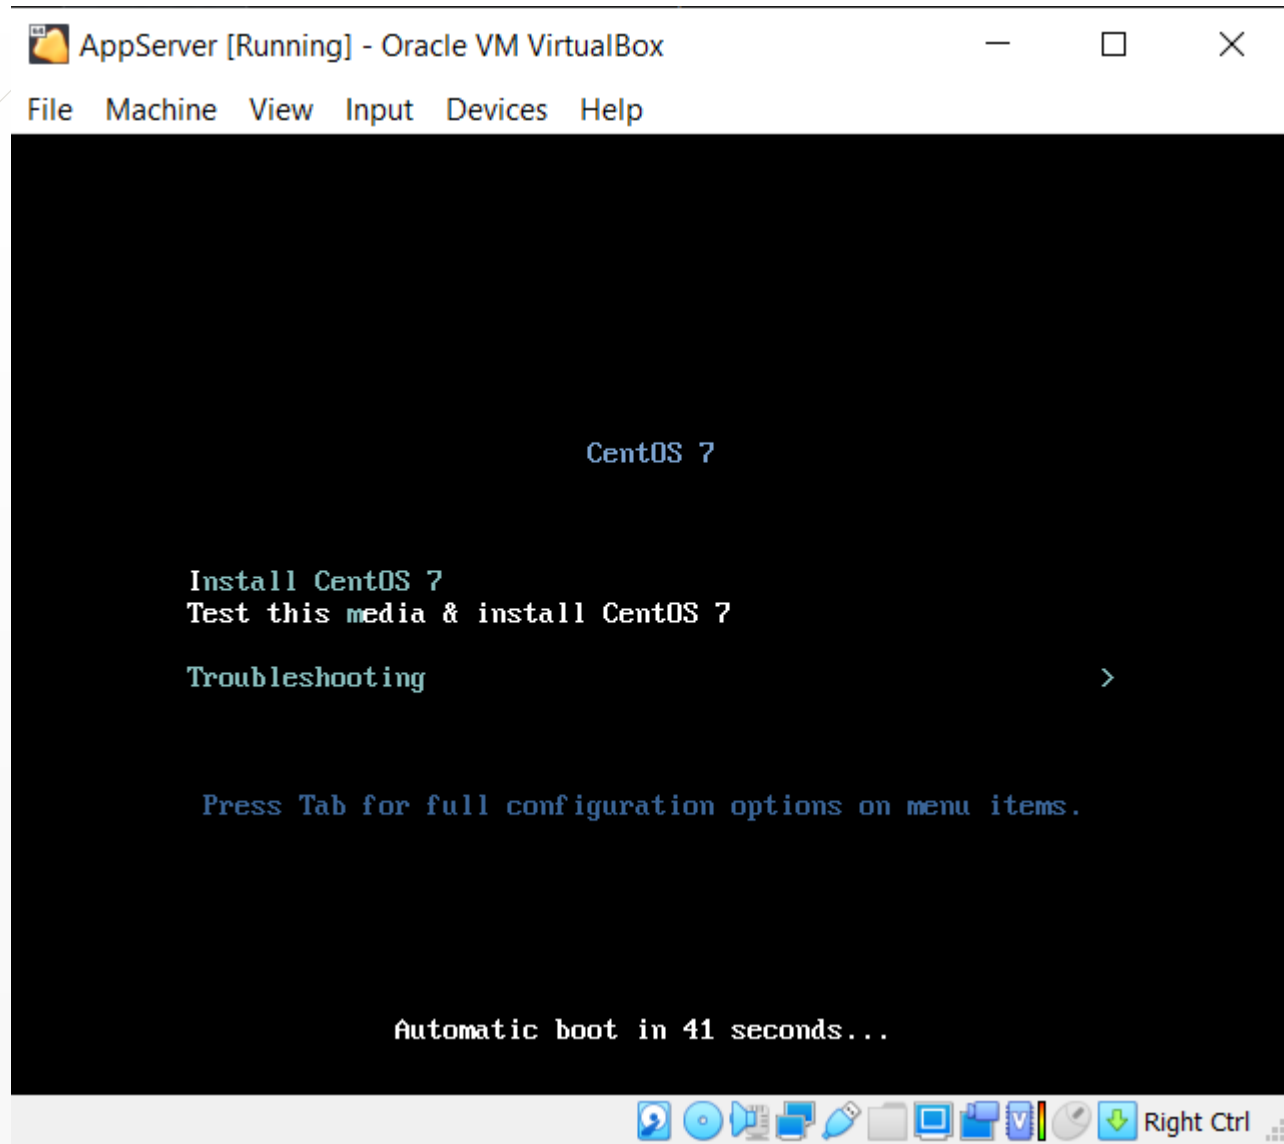 AppServer [Running] - Oracle VM VirtualBox
File Machine View Input Devices Help
CentOS 7
Install CentOS 7
Test this media & install CentOS 7
Troubleshooting >
Press Tab for full configuration options on menu items.
Automatic boot in 41 seconds...
Right Ctrl